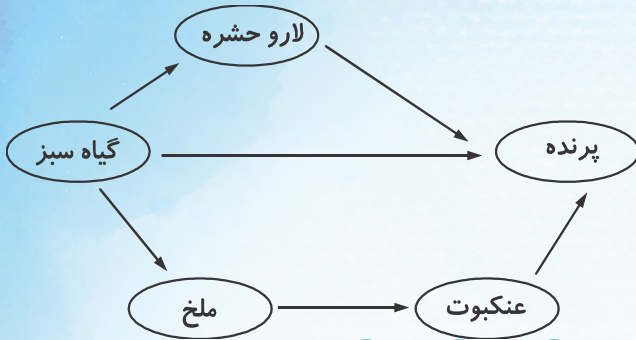 لارو حشره
پرنده
گیاه سبز
عنکبوت
ملخ